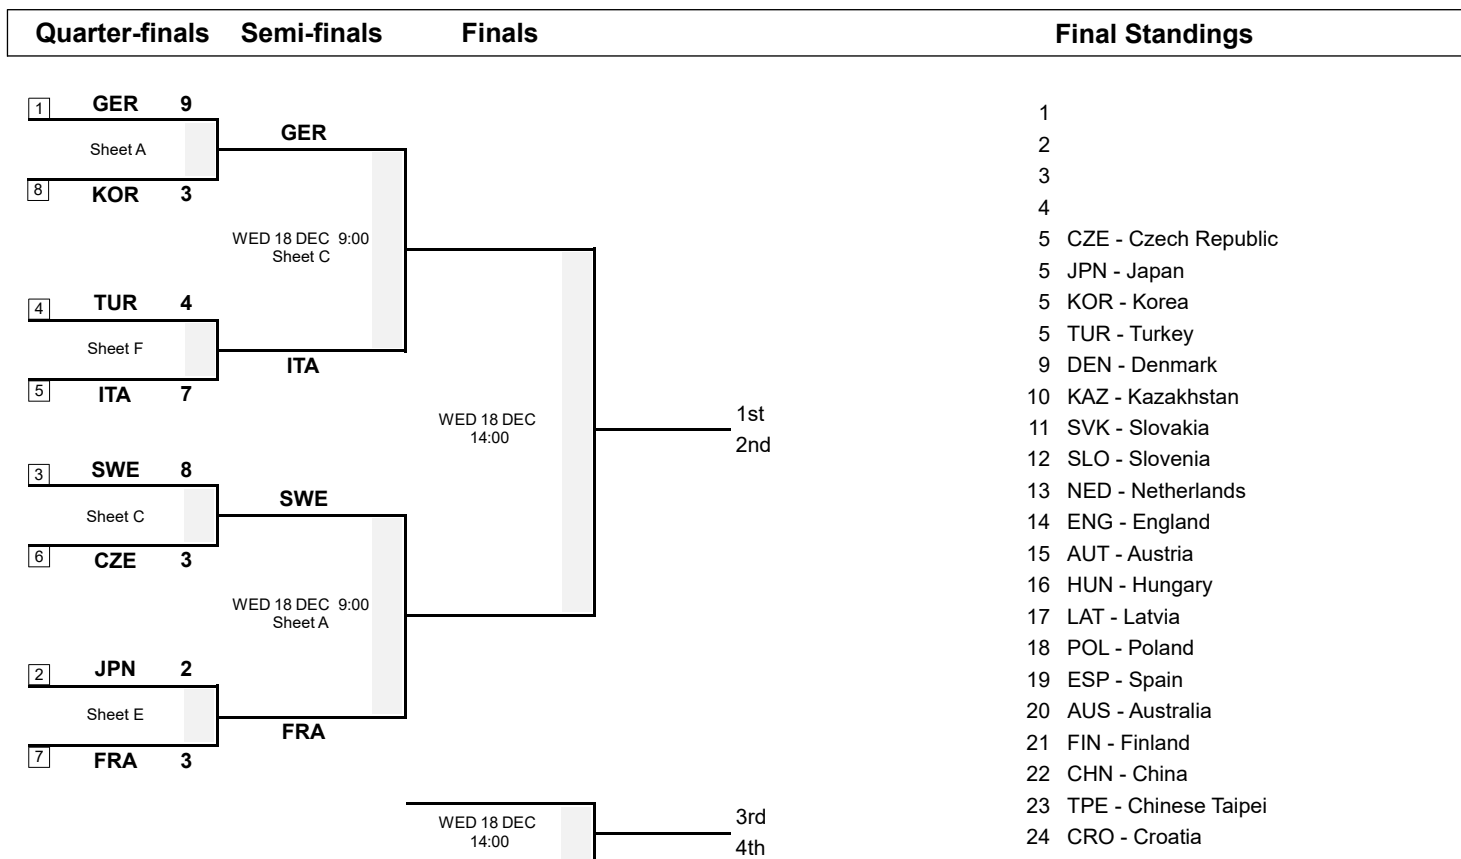 Quarter-finals Semi-finals Finals Final Standings
1 GER 9
Sheet A
8 KOR 3
GER
WED 18 DEC 9:00
Sheet C
ITA
4 TUR 4
Sheet F
5 ITA 7
3 SWE 8
Sheet C
6 CZE 3
SWE
WED 18 DEC 9:00
Sheet A
FRA
2 JPN 2
Sheet E
7 FRA 3
WED 18 DEC
14:00
1st
2nd
WED 18 DEC
14:00
3rd
4th
1
2
3
4
5 CZE - Czech Republic
5 JPN - Japan
5 KOR - Korea
5 TUR - Turkey
9 DEN - Denmark
10 KAZ - Kazakhstan
11 SVK - Slovakia
12 SLO - Slovenia
13 NED - Netherlands
14 ENG - England
15 AUT - Austria
16 HUN - Hungary
17 LAT - Latvia
18 POL - Poland
19 ESP - Spain
20 AUS - Australia
21 FIN - Finland
22 CHN - China
23 TPE - Chinese Taipei
24 CRO - Croatia